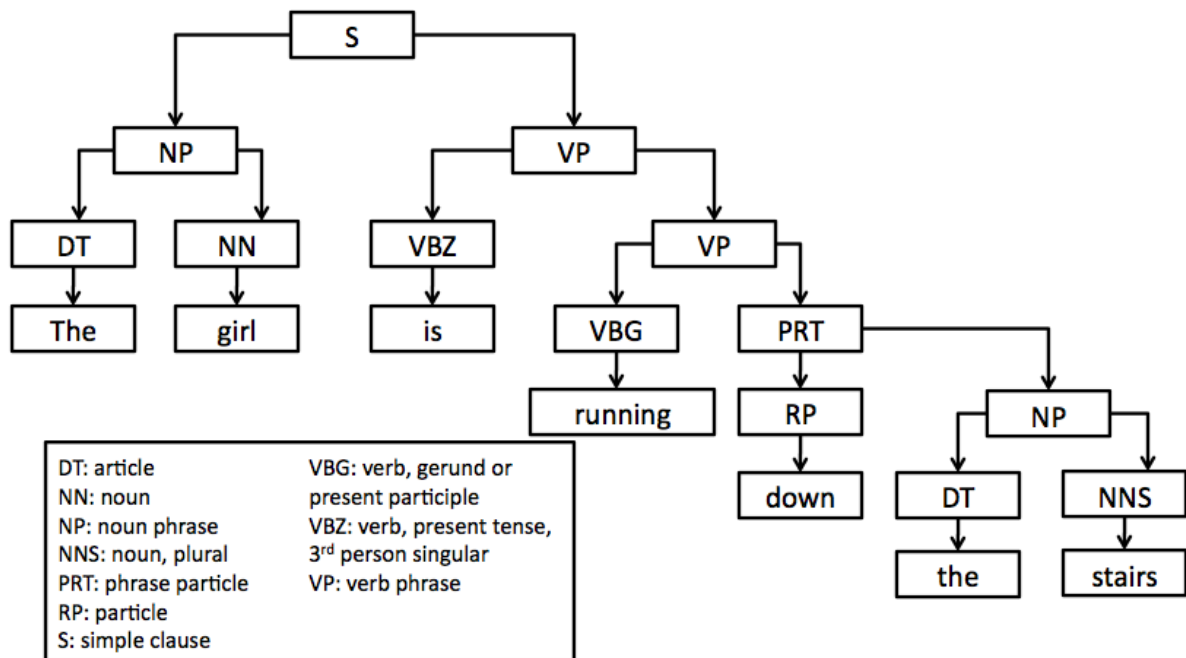 S
NP
VP
DT
NN
VBZ
VP
The
girl
is
VBG
PRT
running
RP
NP
down
DT
NNS
the
stairs
DT: article
NN: noun
NP: noun phrase
NNS: noun, plural
PRT: phrase particle
RP: particle
S: simple clause
VBG: verb, gerund or
present participle
VBZ: verb, present tense,
3rd person singular
VP: verb phrase